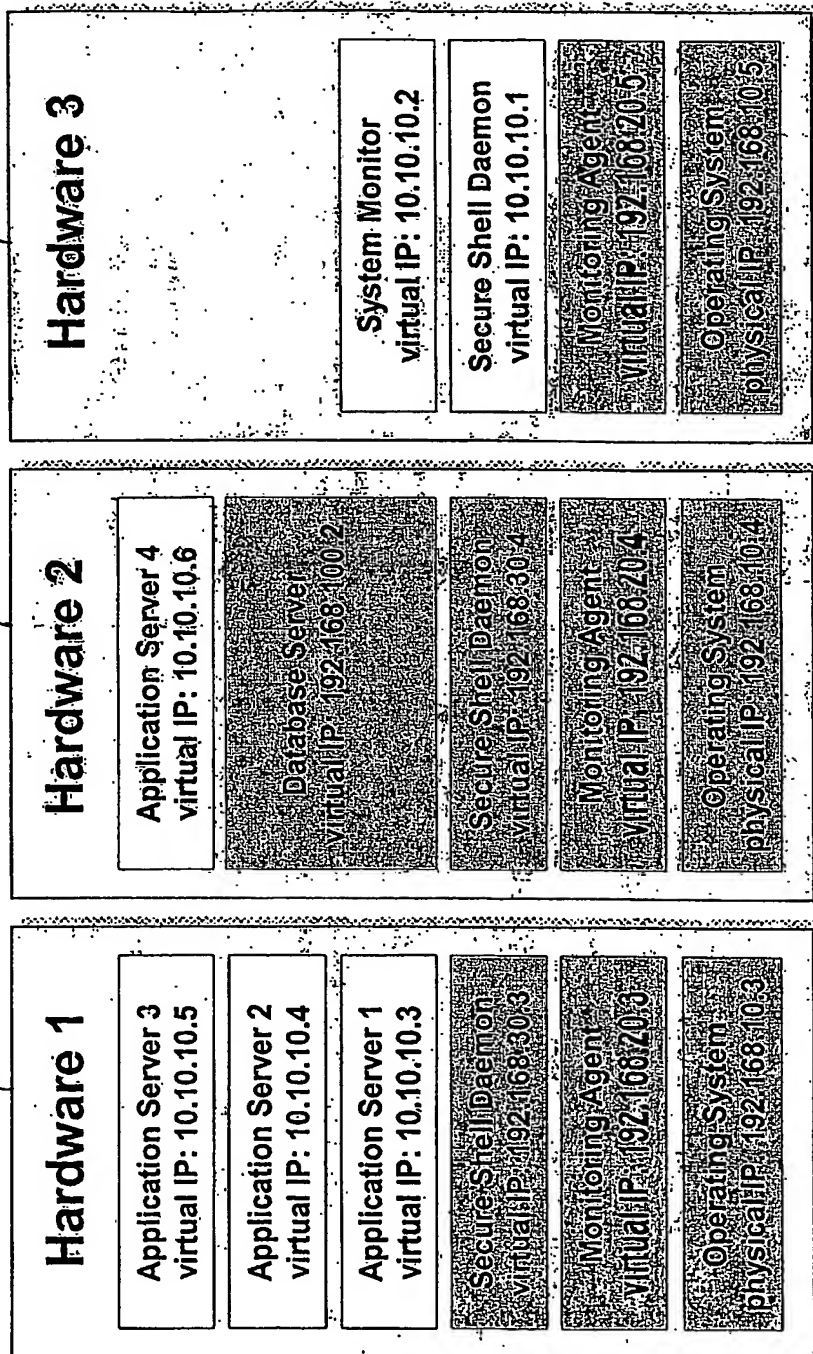 Hardware 1
Application Server 3
virtual IP: 10.10.10.5
Application Server 2
virtual IP: 10.10.10.4
Application Server 1
virtual IP: 10.10.10.3
Secure Shell Daemon
virtual IP: 192.168.30.3
Monitoring Agent
virtual IP: 192.168.20.3
Operating System
physical IP: 192.168.10.3
Hardware 2
Application Server 4
virtual IP: 10.10.10.6
Database Server
virtual IP: 192.168.100.2
Secure Shell Daemon
virtual IP: 192.168.30.4
Monitoring Agent
virtual IP: 192.168.20.4
Operating System
physical IP: 192.168.10.4
Hardware 3
System Monitor
virtual IP: 10.10.10.2
Secure Shell Daemon
virtual IP: 10.10.10.1
Monitoring Agent
virtual IP: 192.168.20.5
Operating System
physical IP: 192.168.10.5